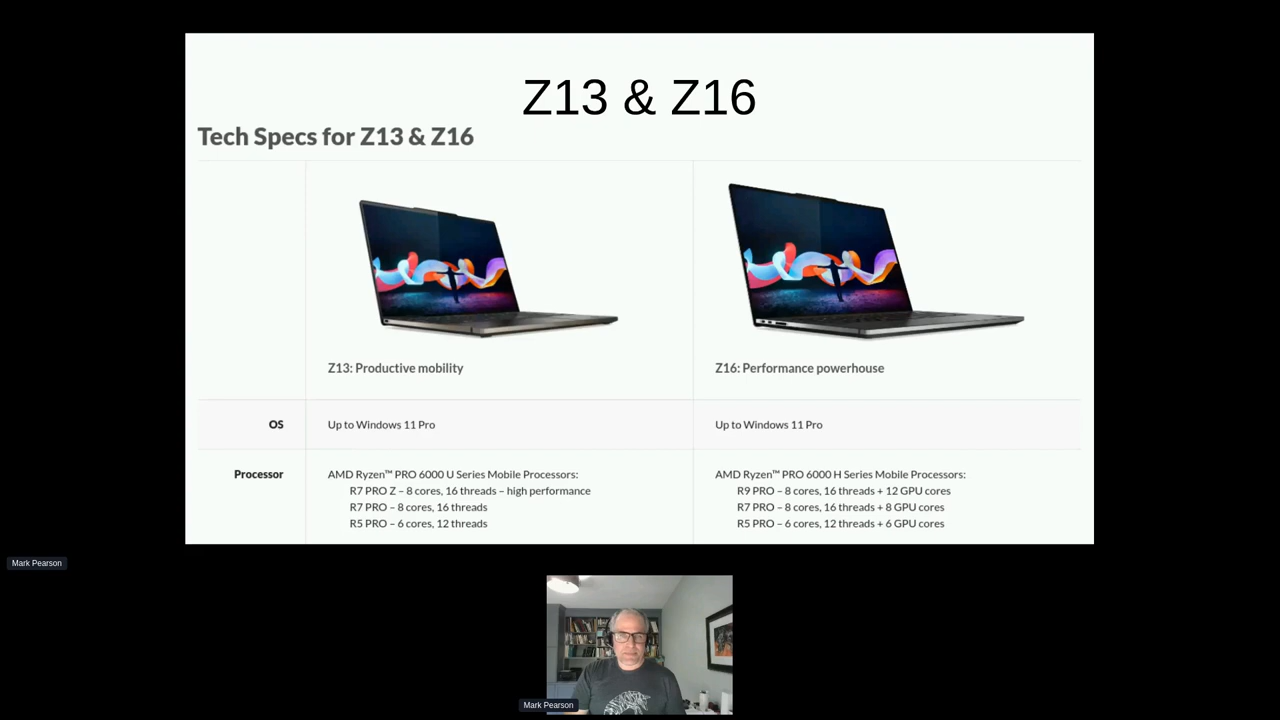 Z13 & Z16
Tech Specs for Z13 & Z16
Z13: Productive mobility
Z16: Performance powerhouse
OS
Up to Windows 11 Pro
Up to Windows 11 Pro
Processor
AMD Ryzen™ PRO 6000 U Series Mobile Processors:
R7 PRO Z – 8 cores, 16 threads – high performance
R7 PRO – 8 cores, 16 threads
R5 PRO – 6 cores, 12 threads
AMD Ryzen™ PRO 6000 H Series Mobile Processors:
R9 PRO – 8 cores, 16 threads + 12 GPU cores
R7 PRO – 8 cores, 16 threads + 8 GPU cores
R5 PRO – 6 cores, 12 threads + 6 GPU cores
Mark Pearson
Mark Pearson